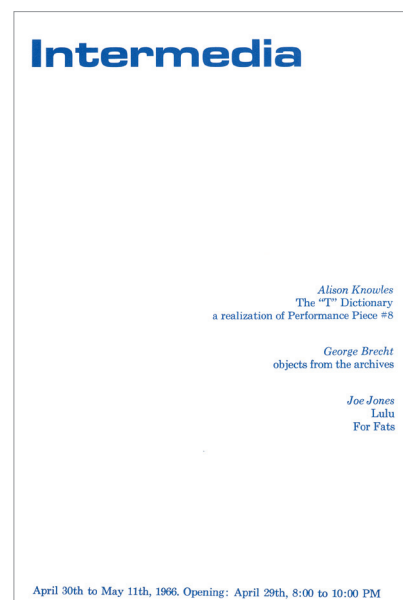 Intermedia
Alison Knowles
The “T” Dictionary
a realization of Performance Piece #8
George Brecht
objects from the archives
Joe Jones
Lulu
For Fats
April 30th to May 11th, 1966. Opening: April 29th, 8:00 to 10:00 PM